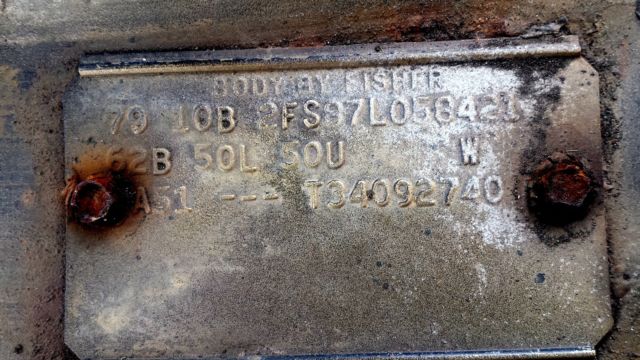 BODY BY FISHER
79 10B 2FS87L058421
62B 50L 50U W
A51 --- T34092740